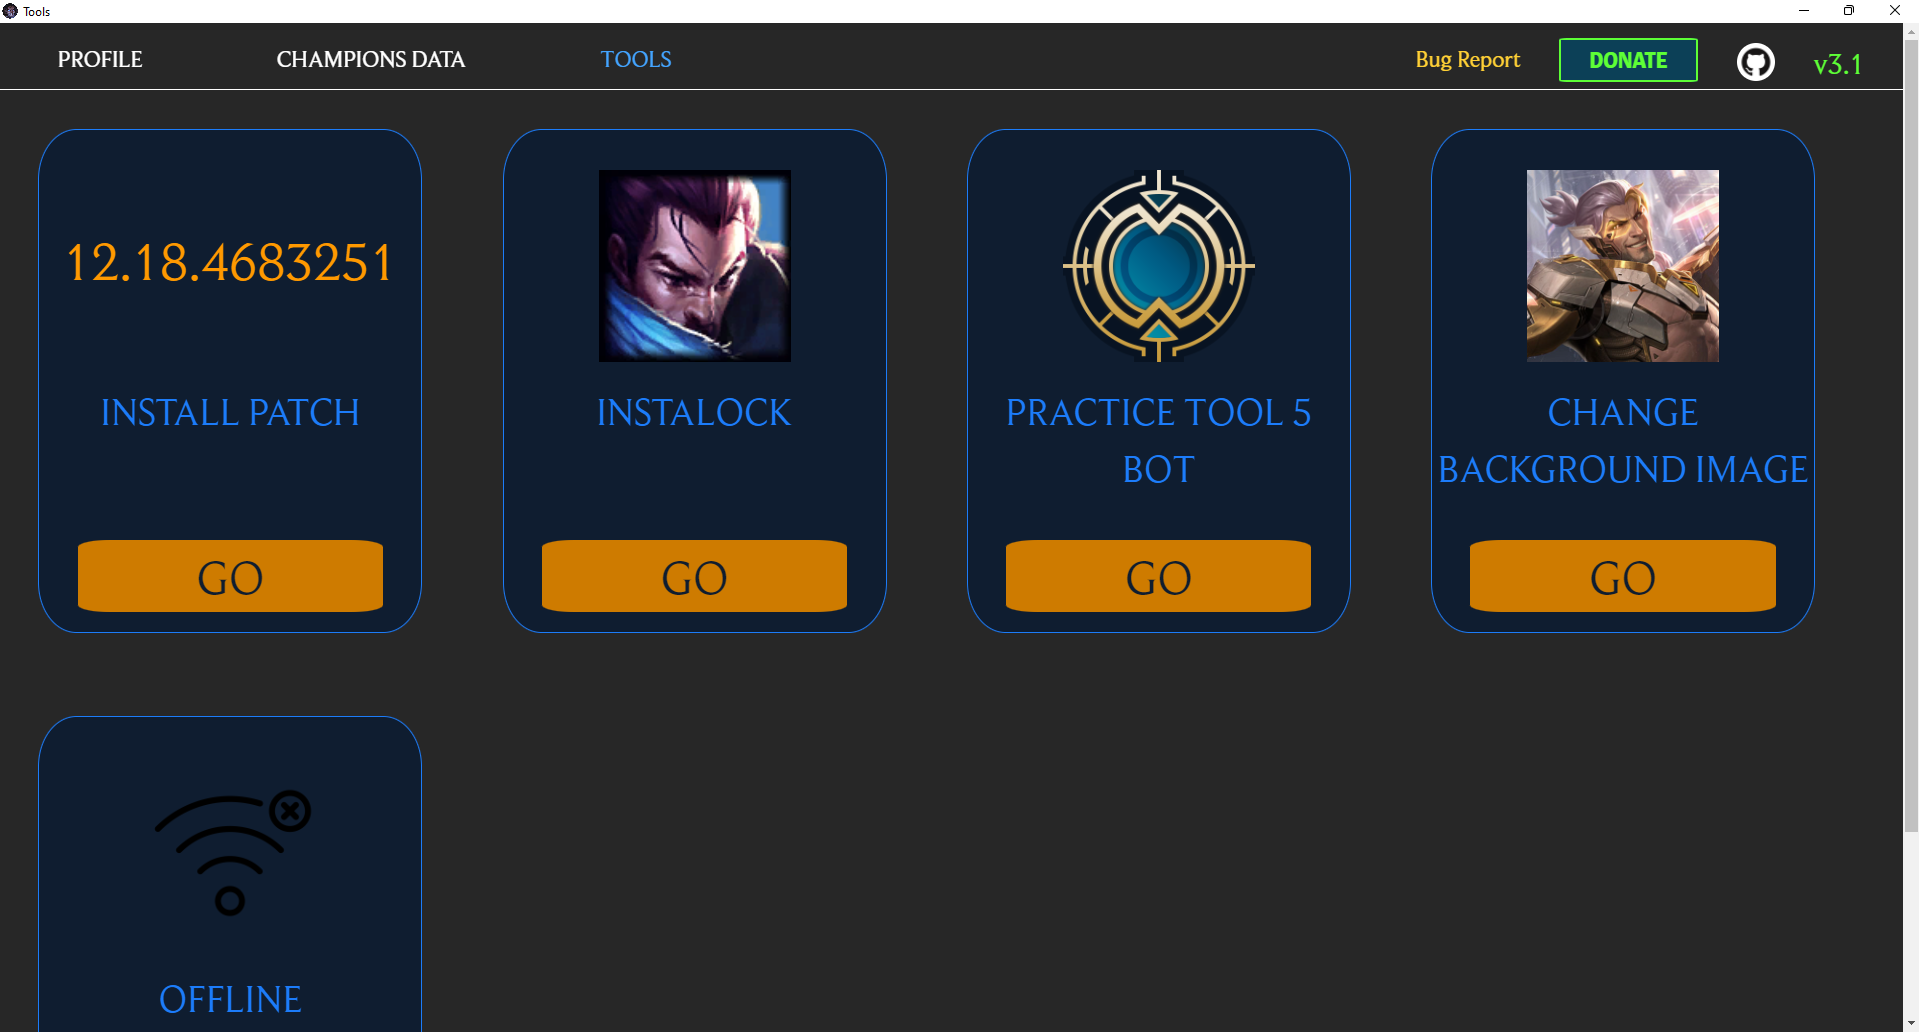 Tools
PROFILE
CHAMPIONS DATA
TOOLS
Bug Report
DONATE
v3.1
12.18.4683251
INSTALL PATCH
GO
INSTALOCK
GO
PRACTICE TOOL 5
BOT
GO
CHANGE
BACKGROUND IMAGE
GO
OFFLINE